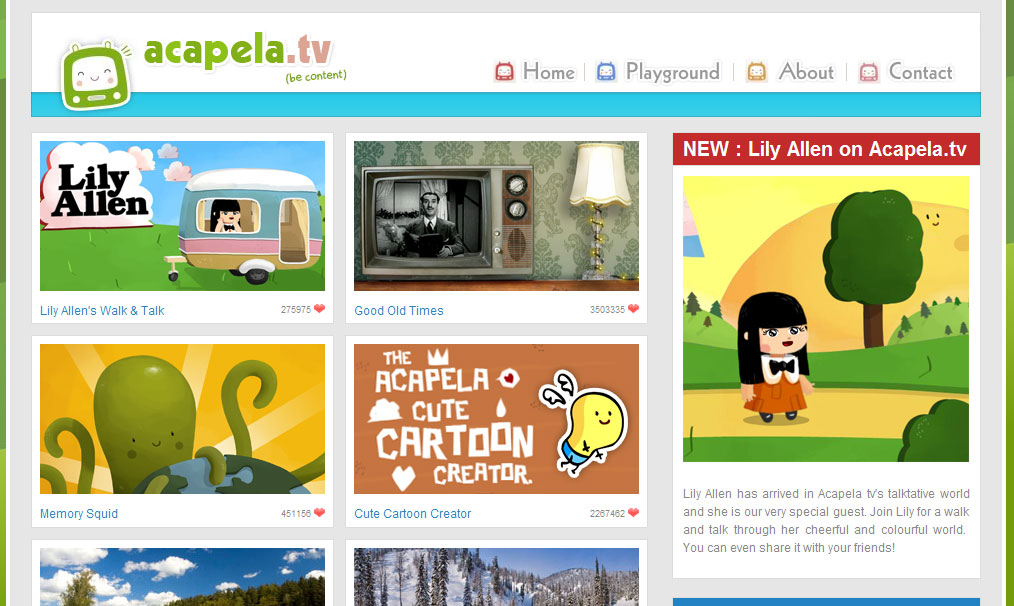 acapela.tv
(be content)
Home
Playground
About
Contact
Lily
Allen
Lily Allen's Walk & Talk
275975
Good Old Times
3503335
NEW : Lily Allen on Acapela.tv
THE
ACAPELA
CUTE
CARTOON
CREATOR.
Memory Squid
451156
Cute Cartoon Creator
2267462
Lily Allen has arrived in Acapela tv's talktative world
and she is our very special guest. Join Lily for a walk
and talk through her cheerful and colourful world.
You can even share it with your friends!